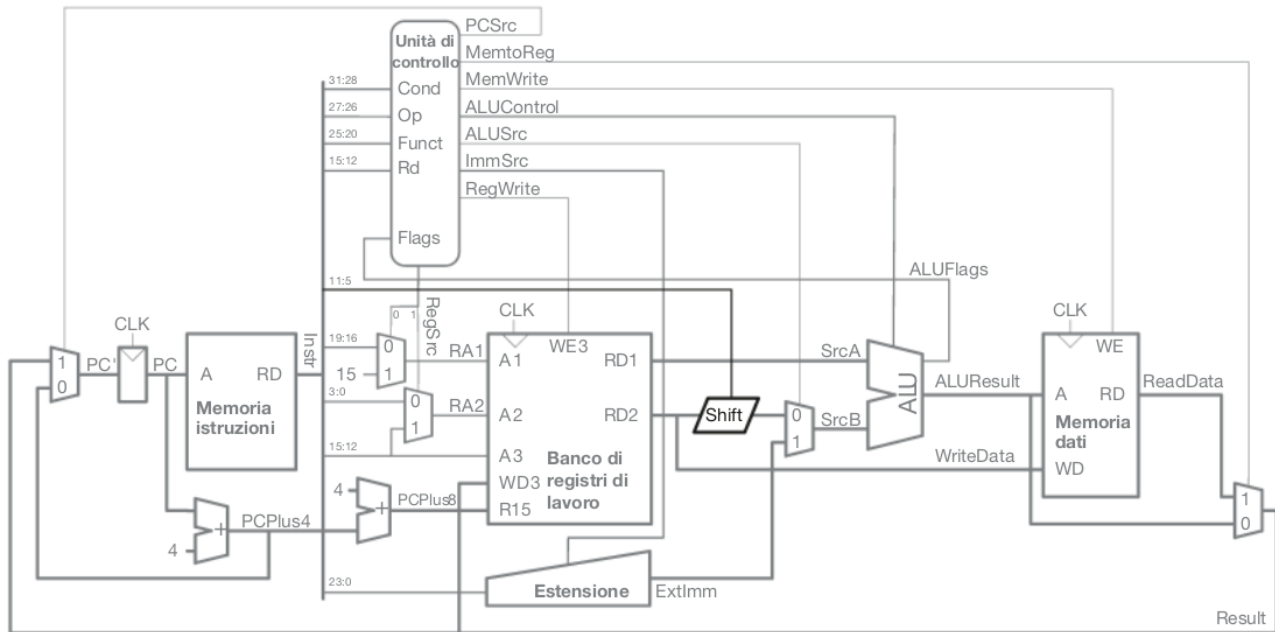 PCSrc
Unità di
controllo
MemtoReg
MemWrite
31:28
Cond
27:26
Op
ALUControl
25:20
Funct
ALUSrc
15:12
Rd
ImmSrc
RegWrite
Flags
ALUFlags
11:5
0 1
RegSrc
CLK
CLK
CLK
19:16
0
15
1
RA1
A1
WE3
RD1
SrcA
WE
1
0
PC'
PC
A
RD
Instr
Memoria
istruzioni
3:0
0
1
RA2
A2
RD2
Shift
0
1
SrcB
ALU
ALUResult
A
RD
ReadData
Memoria
dati
WriteData
WD
15:12
A3
WD3
R15
Banco di
registri di
lavoro
4
+
PCPlus8
4
+
PCPlus4
1
0
23:0
Estensione
ExtImm
Result